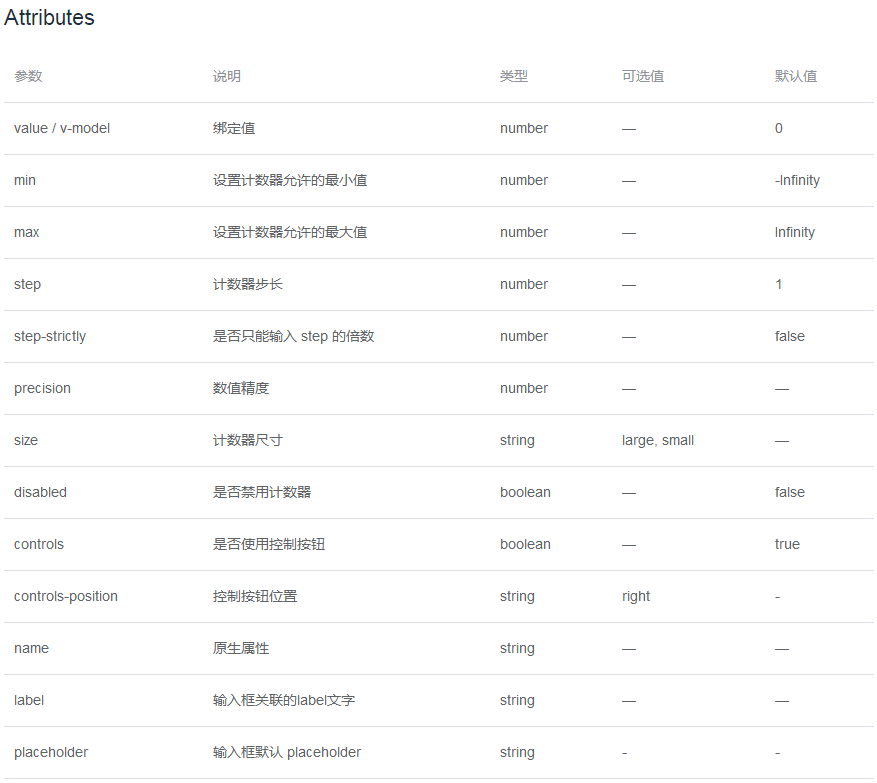 Attributes
参数 说明 类型 可选值 默认值
value / v-model 绑定值 number — 0
min 设置计数器允许的最小值 number — -Infinity
max 设置计数器允许的最大值 number — Infinity
step 计数器步长 number — 1
step-strictly 是否只能输入 step 的倍数 number — false
precision 数值精度 number — —
size 计数器尺寸 string large, small —
disabled 是否禁用计数器 boolean — false
controls 是否使用控制按钮 boolean — true
controls-position 控制按钮位置 string right -
name 原生属性 string — —
label 输入框关联的label文字 string — —
placeholder 输入框默认 placeholder string - -